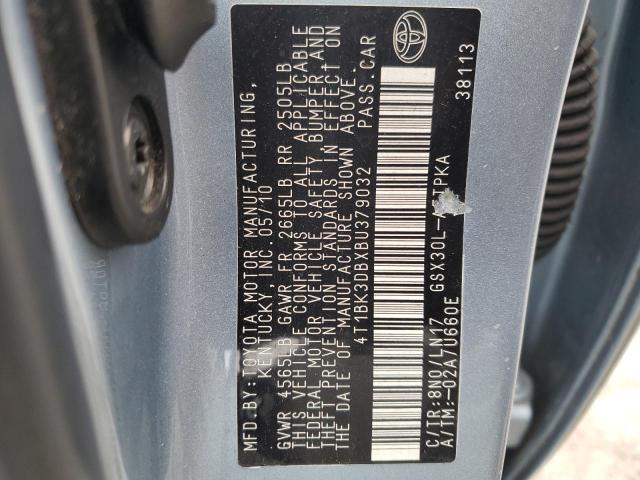 MFD.BY:TOYOTA MOTOR MANUFACTURING,
KENTUCKY, INC. 05/10
GVWR 4565LB GAWR FR 2665LB RR 2505LB
THIS VEHICLE CONFORMS TO ALL APPLICABLE
FEDERAL MOTOR VEHICLE SAFETY, BUMPER AND
THEFT PREVENTION STANDARDS IN EFFECT ON
THE DATE OF MANUFACTURE SHOWN ABOVE.
4T1BK3DBXBU379032 PASS.CAR
C/TR:8N0/LN17 GSX30L- TPKA
A/TM:-02A/U660E 38113